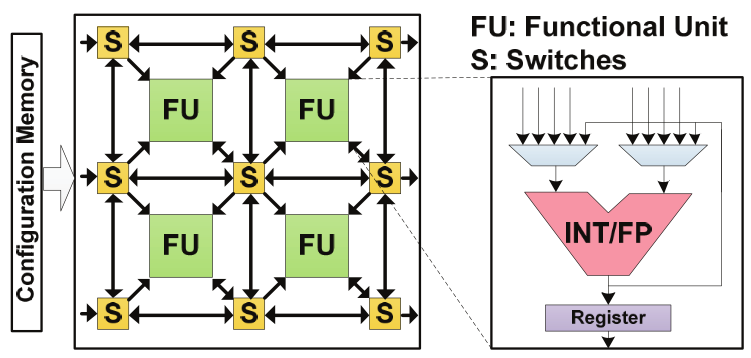 FU: Functional Unit
S: Switches
Configuration Memory
S S S
FU FU
S S S
FU FU
S S S
INT/FP
Register